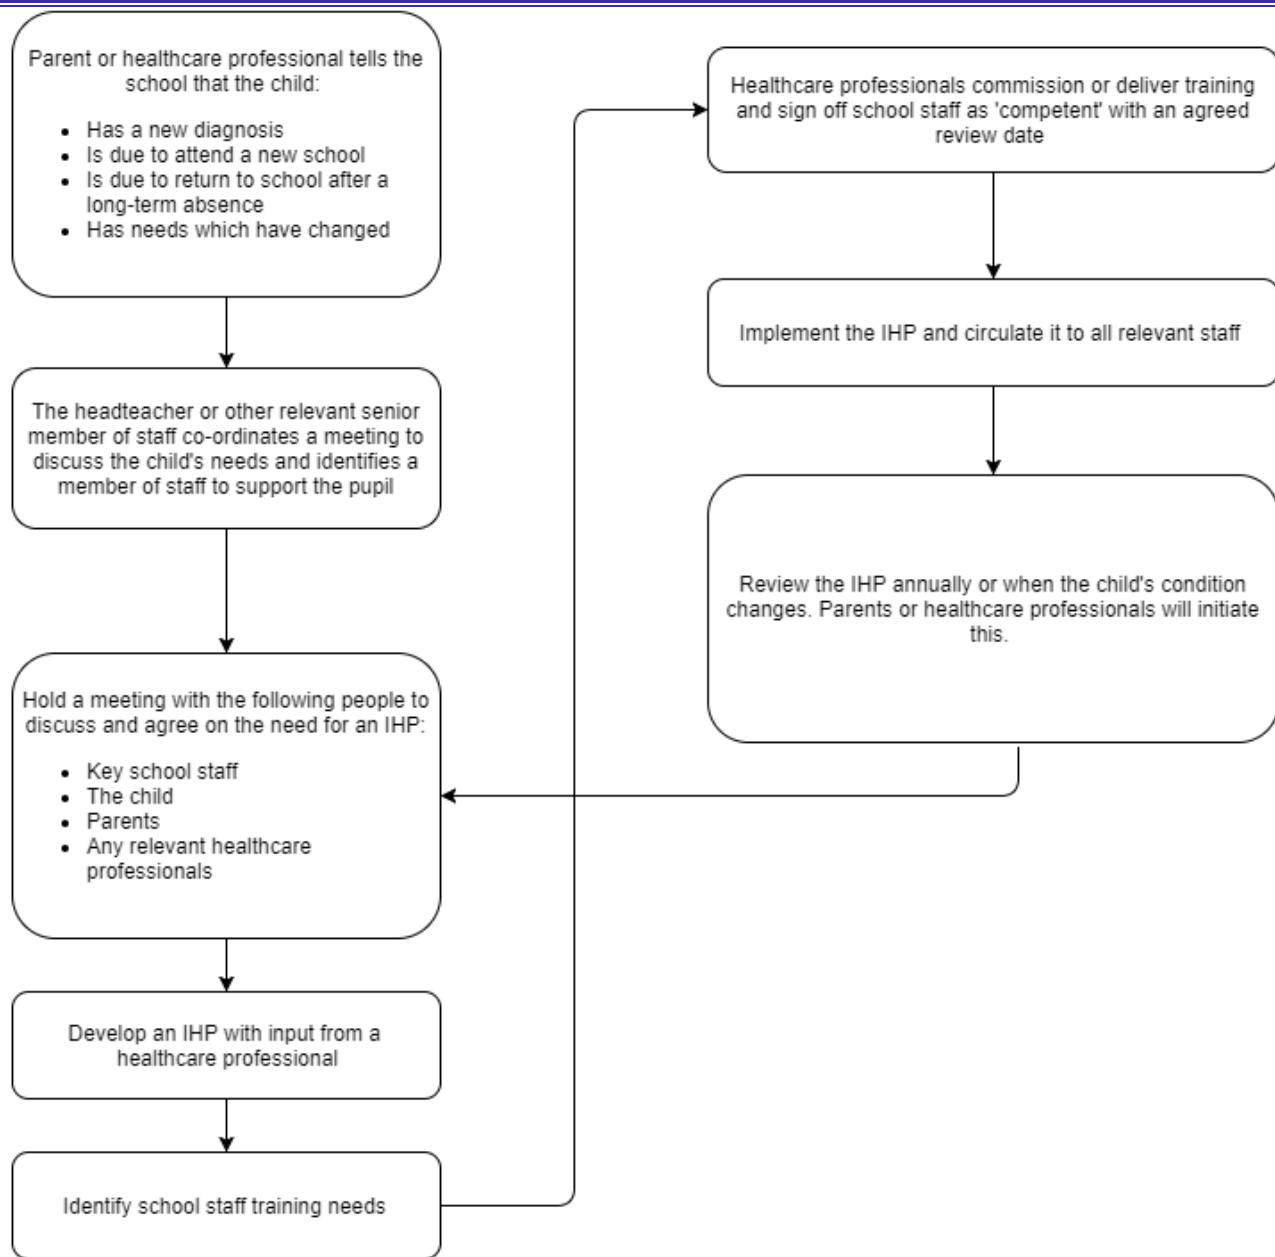 Parent or healthcare professional tells the
school that the child:
• Has a new diagnosis
• Is due to attend a new school
• Is due to return to school after a
long-term absence
• Has needs which have changed
The headteacher or other relevant senior
member of staff co-ordinates a meeting to
discuss the child's needs and identifies a
member of staff to support the pupil
Hold a meeting with the following people to
discuss and agree on the need for an IHP:
• Key school staff
• The child
• Parents
• Any relevant healthcare
professionals
Develop an IHP with input from a
healthcare professional
Identify school staff training needs
Healthcare professionals commission or deliver training
and sign off school staff as 'competent' with an agreed
review date
Implement the IHP and circulate it to all relevant staff
Review the IHP annually or when the child's condition
changes. Parents or healthcare professionals will initiate
this.